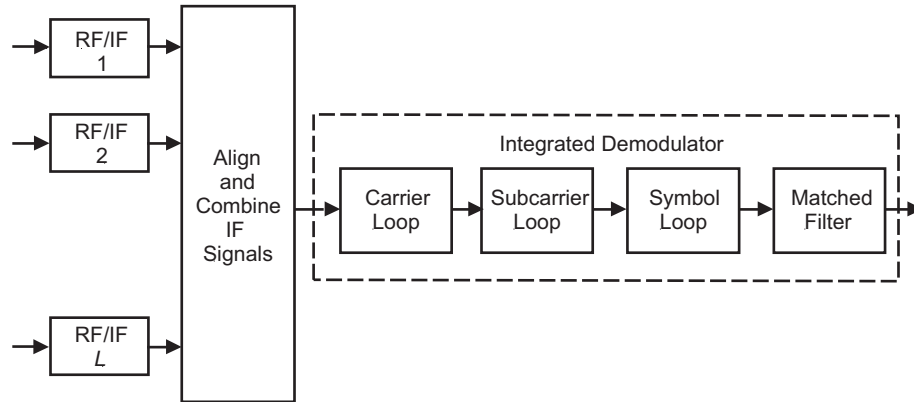 RF/IF
1
RF/IF
2
RF/IF
L
Align
and
Combine
IF
Signals
Integrated Demodulator
Carrier
Loop
Subcarrier
Loop
Symbol
Loop
Matched
Filter